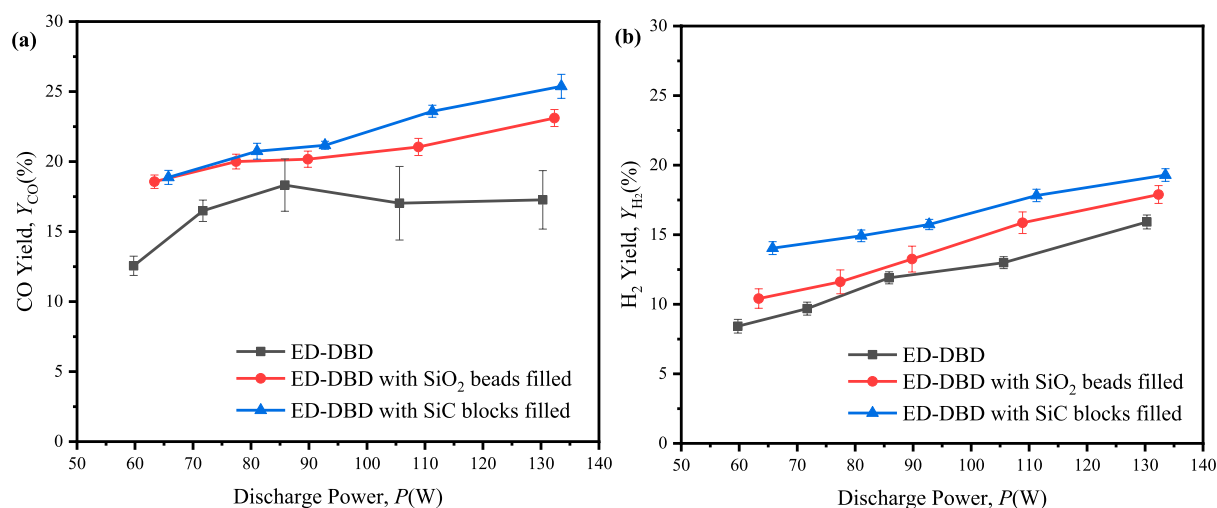 (a)
30
25
20
15
10
5
0
CO Yield, Y_CO(%)
ED-DBD
ED-DBD with SiO₂ beads filled
ED-DBD with SiC blocks filled
50 60 70 80 90 100 110 120 130 140
Discharge Power, P(W)
(b)
30
25
20
15
10
5
0
H₂ Yield, Y_H₂(%)
ED-DBD
ED-DBD with SiO₂ beads filled
ED-DBD with SiC blocks filled
50 60 70 80 90 100 110 120 130 140
Discharge Power, P(W)